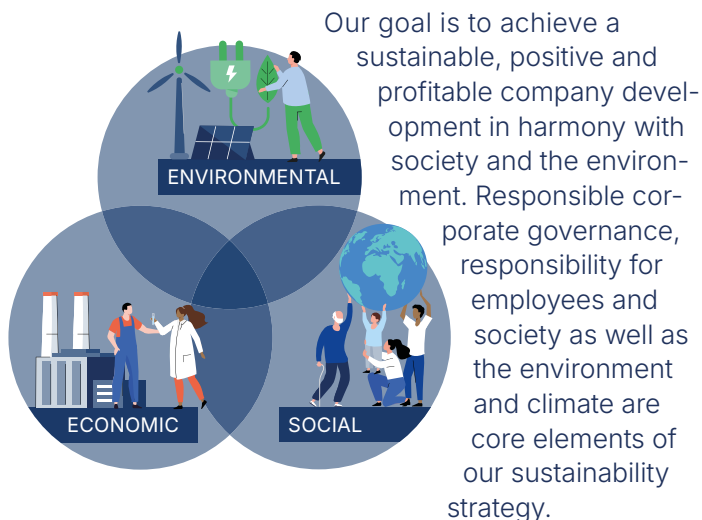 Our goal is to achieve a
sustainable, positive and
profitable company devel-
opment in harmony with
society and the environ-
ment. Responsible cor-
porate governance,
responsibility for
employees and
society as well as
the environment
and climate are
core elements of
our sustainability
strategy.
ENVIRONMENTAL
ECONOMIC
SOCIAL